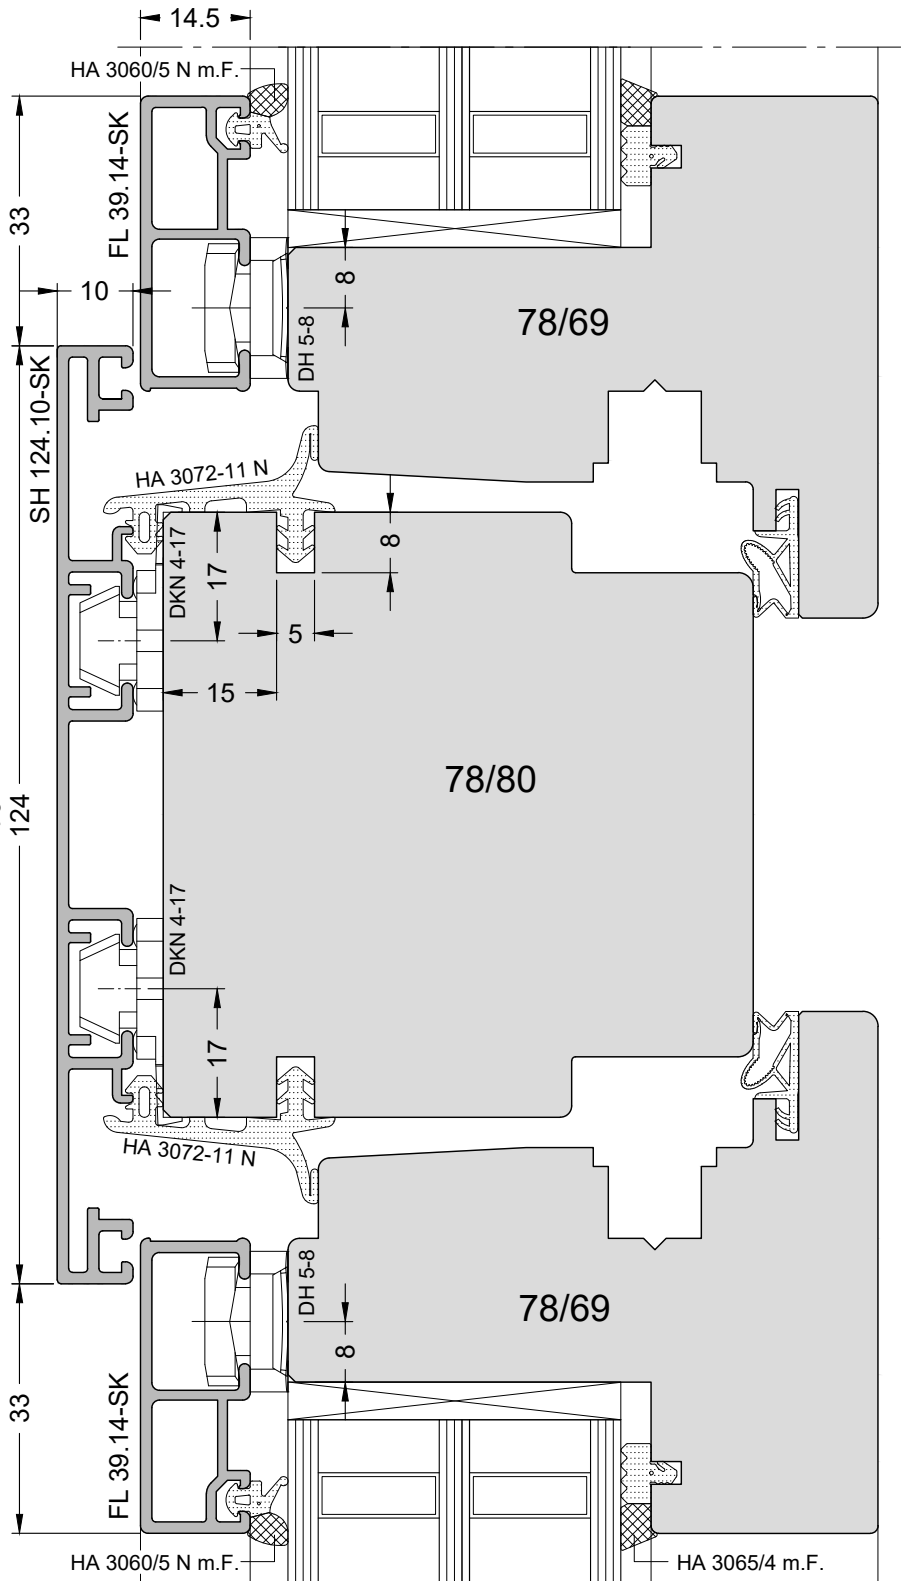 14.5
HA 3060/5 N m.F.
FL 39.14-SK
33
10
8
78/69
DH 5-8
SH 124.10-SK
HA 3072-11 N
DKN 4-17
17
8
5
15
78/80
124
DKN 4-17
17
HA 3072-11 N
DH 5-8
78/69
8
33
FL 39.14-SK
HA 3060/5 N m.F.
HA 3065/4 m.F.